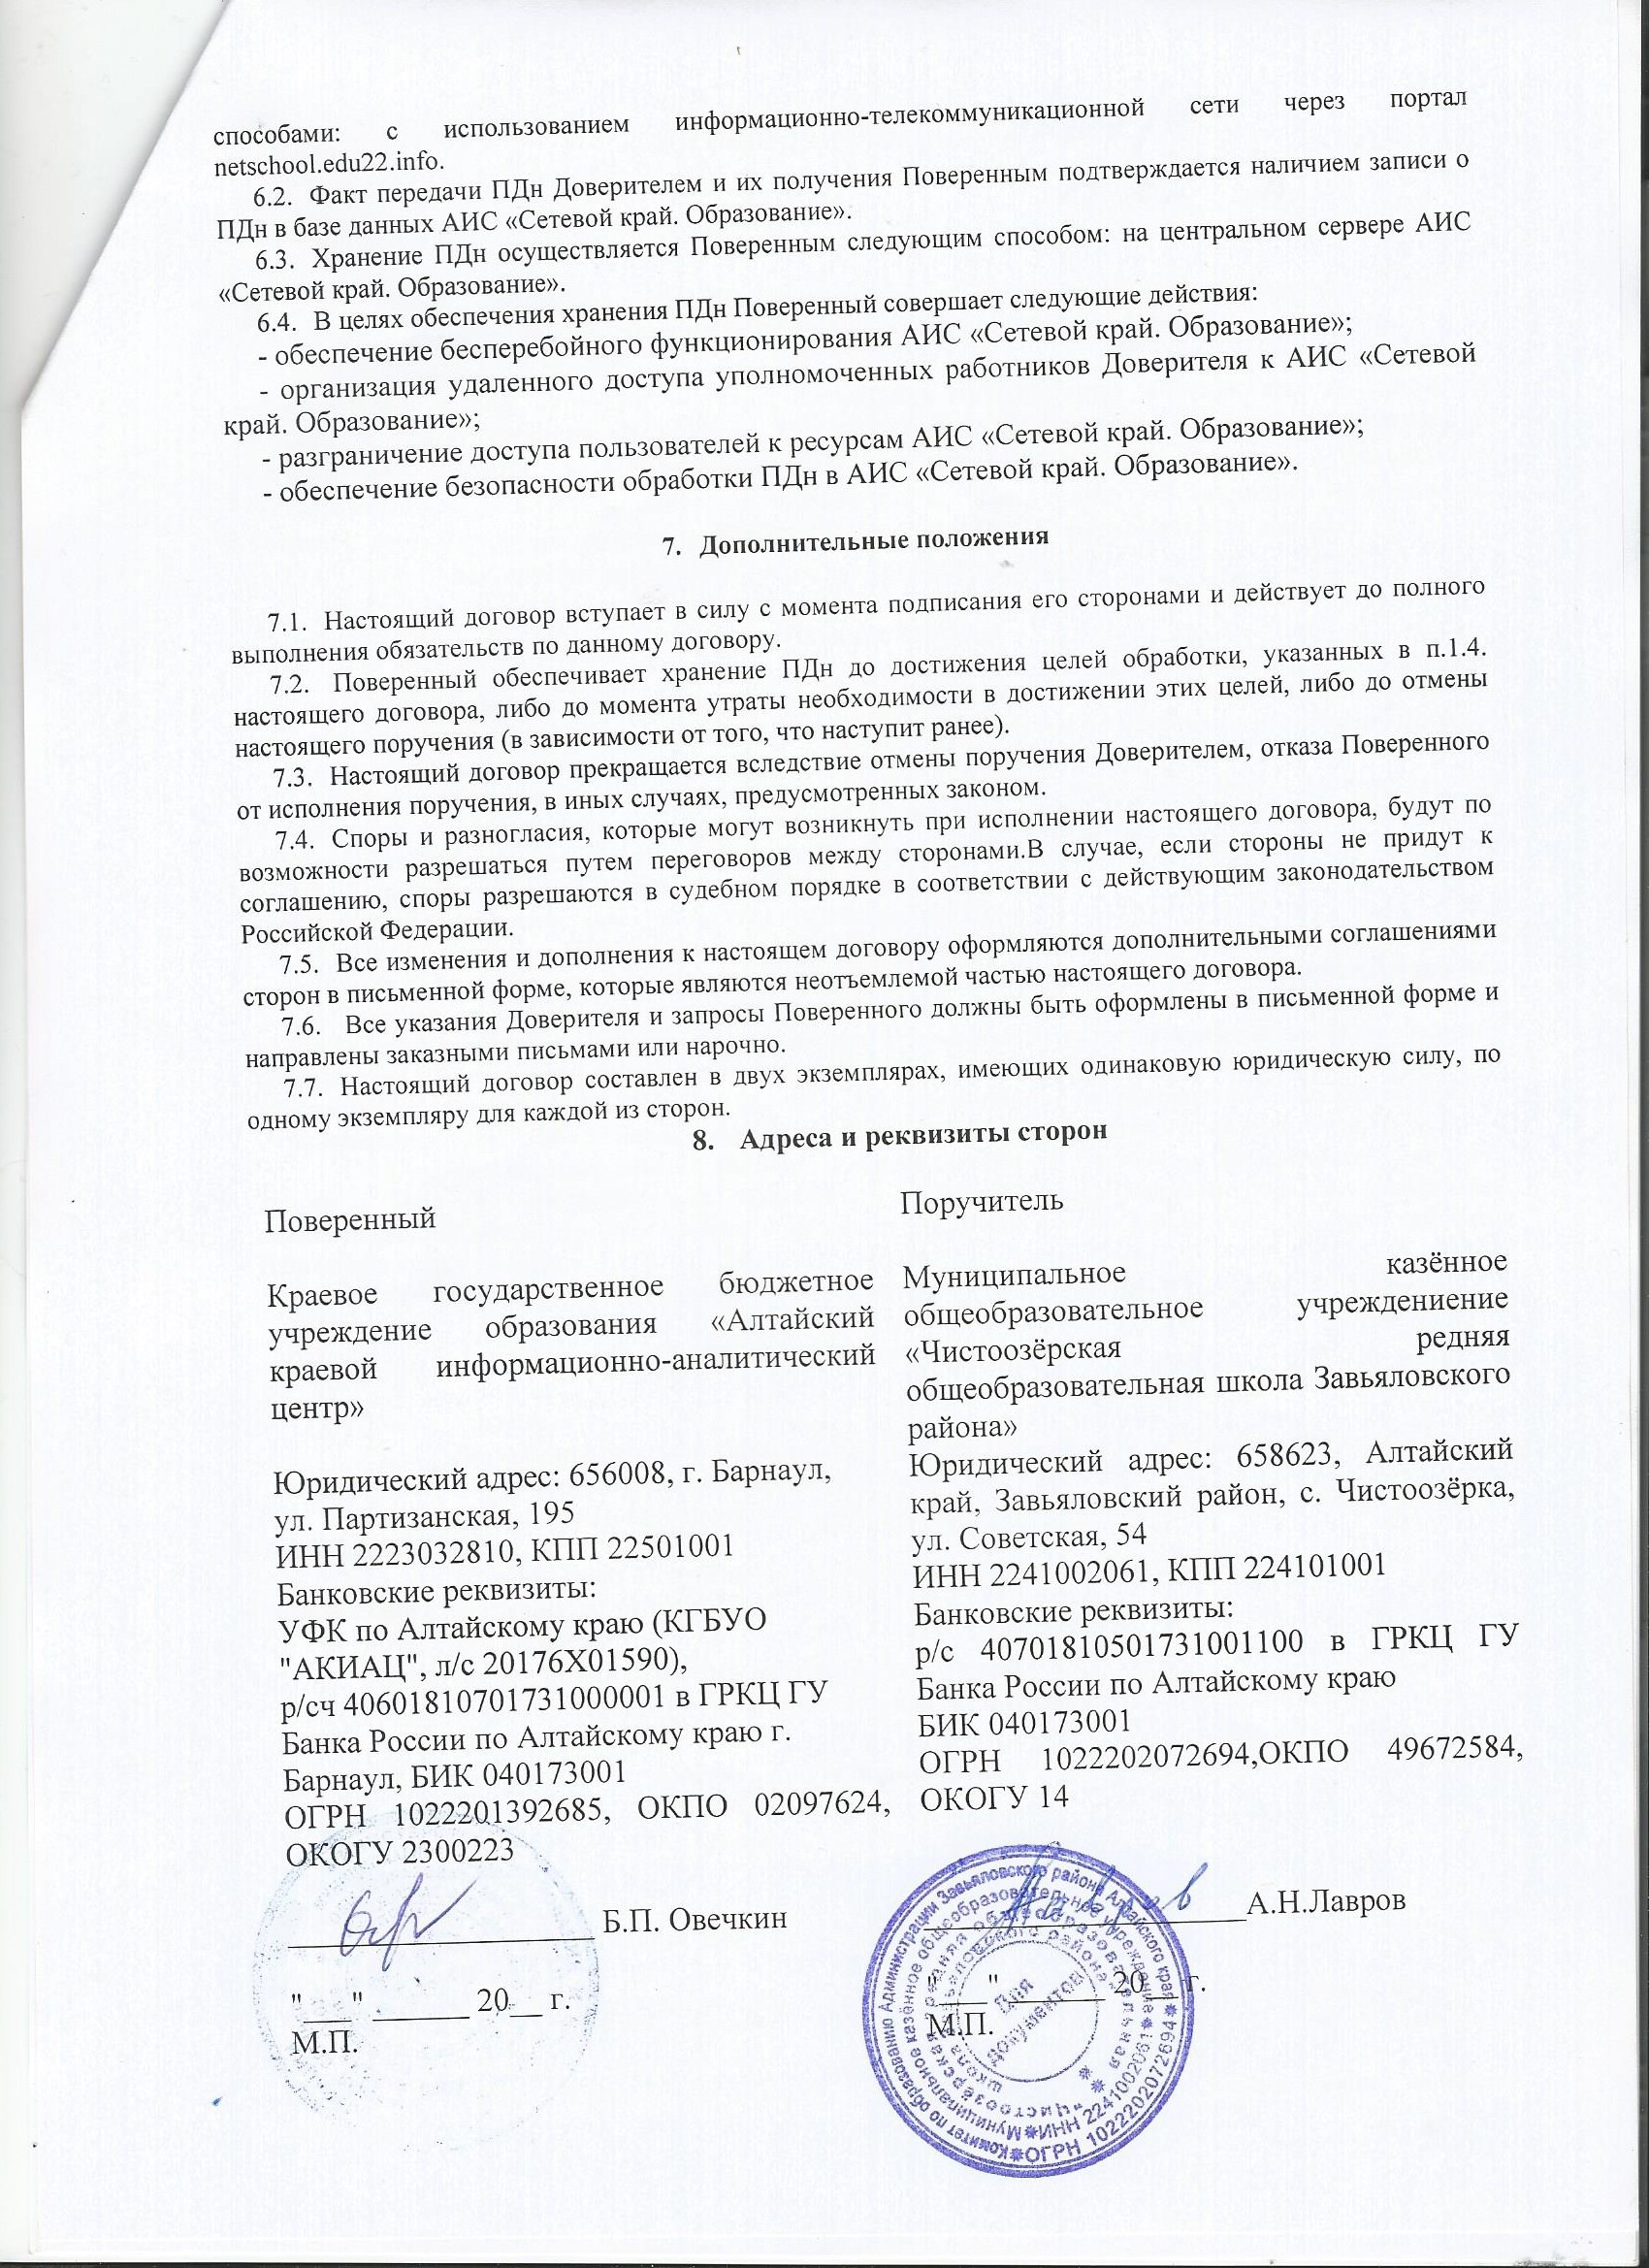 способами: с использованием информационно-телекоммуникационной сети через портал
netschool.edu22.info.
6.2. Факт передачи ПДн Доверителем и их получения Поверенным подтверждается наличием записи о
ПДн в базе данных АИС «Сетевой край. Образование».
6.3. Хранение ПДн осуществляется Поверенным следующим способом: на центральном сервере АИС
«Сетевой край. Образование».
6.4. В целях обеспечения хранения ПДн Поверенный совершает следующие действия:
- обеспечение бесперебойного функционирования АИС «Сетевой край. Образование»;
- организация удаленного доступа уполномоченных работников Доверителя к АИС «Сетевой
край. Образование»;
- разграничение доступа пользователей к ресурсам АИС «Сетевой край. Образование»;
- обеспечение безопасности обработки ПДн в АИС «Сетевой край. Образование».
7. Дополнительные положения
7.1. Настоящий договор вступает в силу с момента подписания его сторонами и действует до полного
выполнения обязательств по данному договору.
7.2. Поверенный обеспечивает хранение ПДн до достижения целей обработки, указанных в п.1.4.
настоящего договора, либо до момента утраты необходимости в достижении этих целей, либо до отмены
настоящего поручения (в зависимости от того, что наступит ранее).
7.3. Настоящий договор прекращается вследствие отмены поручения Доверителем, отказа Поверенного
от исполнения поручения, в иных случаях, предусмотренных законом.
7.4. Споры и разногласия, которые могут возникнуть при исполнении настоящего договора, будут по
возможности разрешаться путем переговоров между сторонами.В случае, если стороны не придут к
соглашению, споры разрешаются в судебном порядке в соответствии с действующим законодательством
Российской Федерации.
7.5. Все изменения и дополнения к настоящем договору оформляются дополнительными соглашениями
сторон в письменной форме, которые являются неотъемлемой частью настоящего договора.
7.6. Все указания Доверителя и запросы Поверенного должны быть оформлены в письменной форме и
направлены заказными письмами или нарочно.
7.7. Настоящий договор составлен в двух экземплярах, имеющих одинаковую юридическую силу, по
одному экземпляру для каждой из сторон.
8. Адреса и реквизиты сторон
Поверенный
Краевое государственное бюджетное
учреждение образования «Алтайский
краевой информационно-аналитический
центр»
Юридический адрес: 656008, г. Барнаул,
ул. Партизанская, 195
ИНН 2223032810, КПП 22501001
Банковские реквизиты:
УФК по Алтайскому краю (КГБУО
"АКИАЦ", л/с 20176Х01590),
р/сч 40601810701731000001 в ГРКЦ ГУ
Банка России по Алтайскому краю г.
Барнаул, БИК 040173001
ОГРН 1022201392685, ОКПО 02097624,
ОКОГУ 2300223
Б.П. Овечкин
"___" ______ 20__ г.
М.П.
Поручитель
Муниципальное казённое
общеобразовательное учреждениение
«Чистоозёрская редняя
общеобразовательная школа Завьяловского
района»
Юридический адрес: 658623, Алтайский
край, Завьяловский район, с. Чистоозёрка,
ул. Советская, 54
ИНН 2241002061, КПП 224101001
Банковские реквизиты:
р/с 40701810501731001100 в ГРКЦ ГУ
Банка России по Алтайскому краю
БИК 040173001
ОГРН 1022202072694,ОКПО 49672584,
ОКОГУ 14
А.Н.Лавров
"___" ______ 20__ г.
М.П.
Комитет по образованию Администрации Завьяловского района Алтайского края
ОГРН 1022202072694
Муниципальное казённое общеобразовательное учреждение
ИНН 2241002061
Для
документов